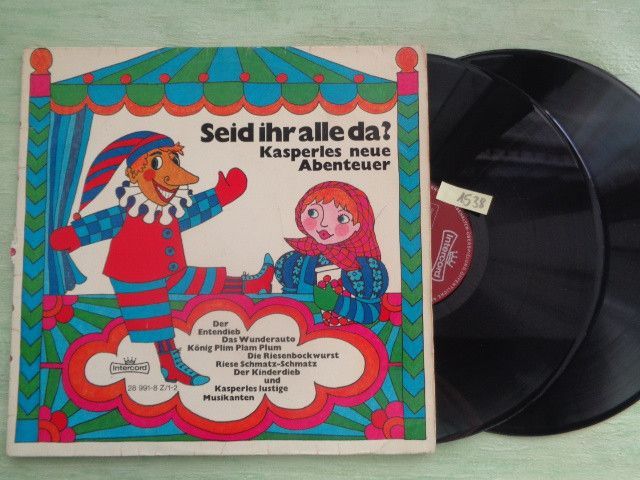 Seid ihr alle da?
Kasperles neue
Abenteuer
Der
Entendieb
Das Wunderauto
König Plim Plam Plum
Die Riesenbockwurst
Riese Schmatz-Schmatz
Der Kinderdieb
und
Kasperles lustige
Musikanten
Intercord
26 991-8 Z/1-2
1538
Intercord